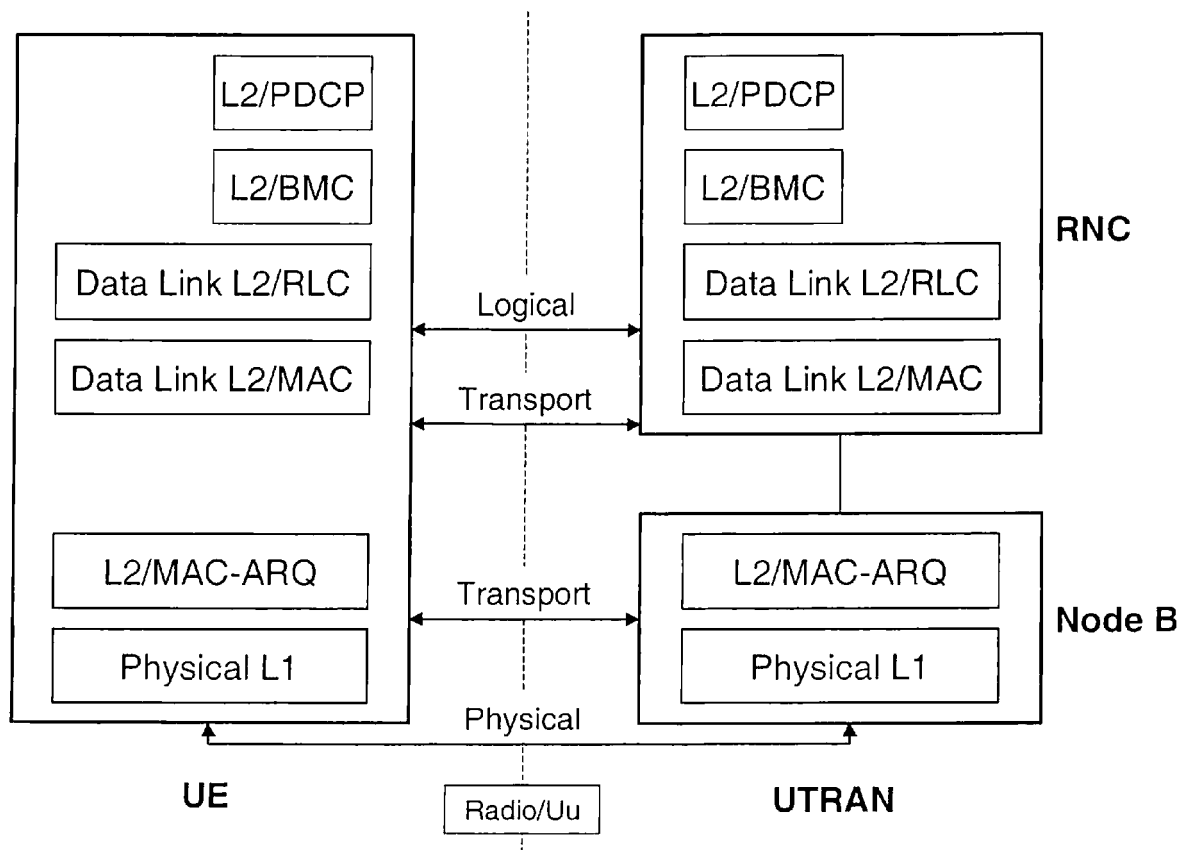 L2/PDCP
L2/PDCP
L2/BMC
L2/BMC
RNC
Data Link L2/RLC
Logical
Data Link L2/RLC
Data Link L2/MAC
Transport
Data Link L2/MAC
L2/MAC-ARQ
Transport
L2/MAC-ARQ
Node B
Physical L1
Physical L1
Physical
UE
Radio/Uu
UTRAN